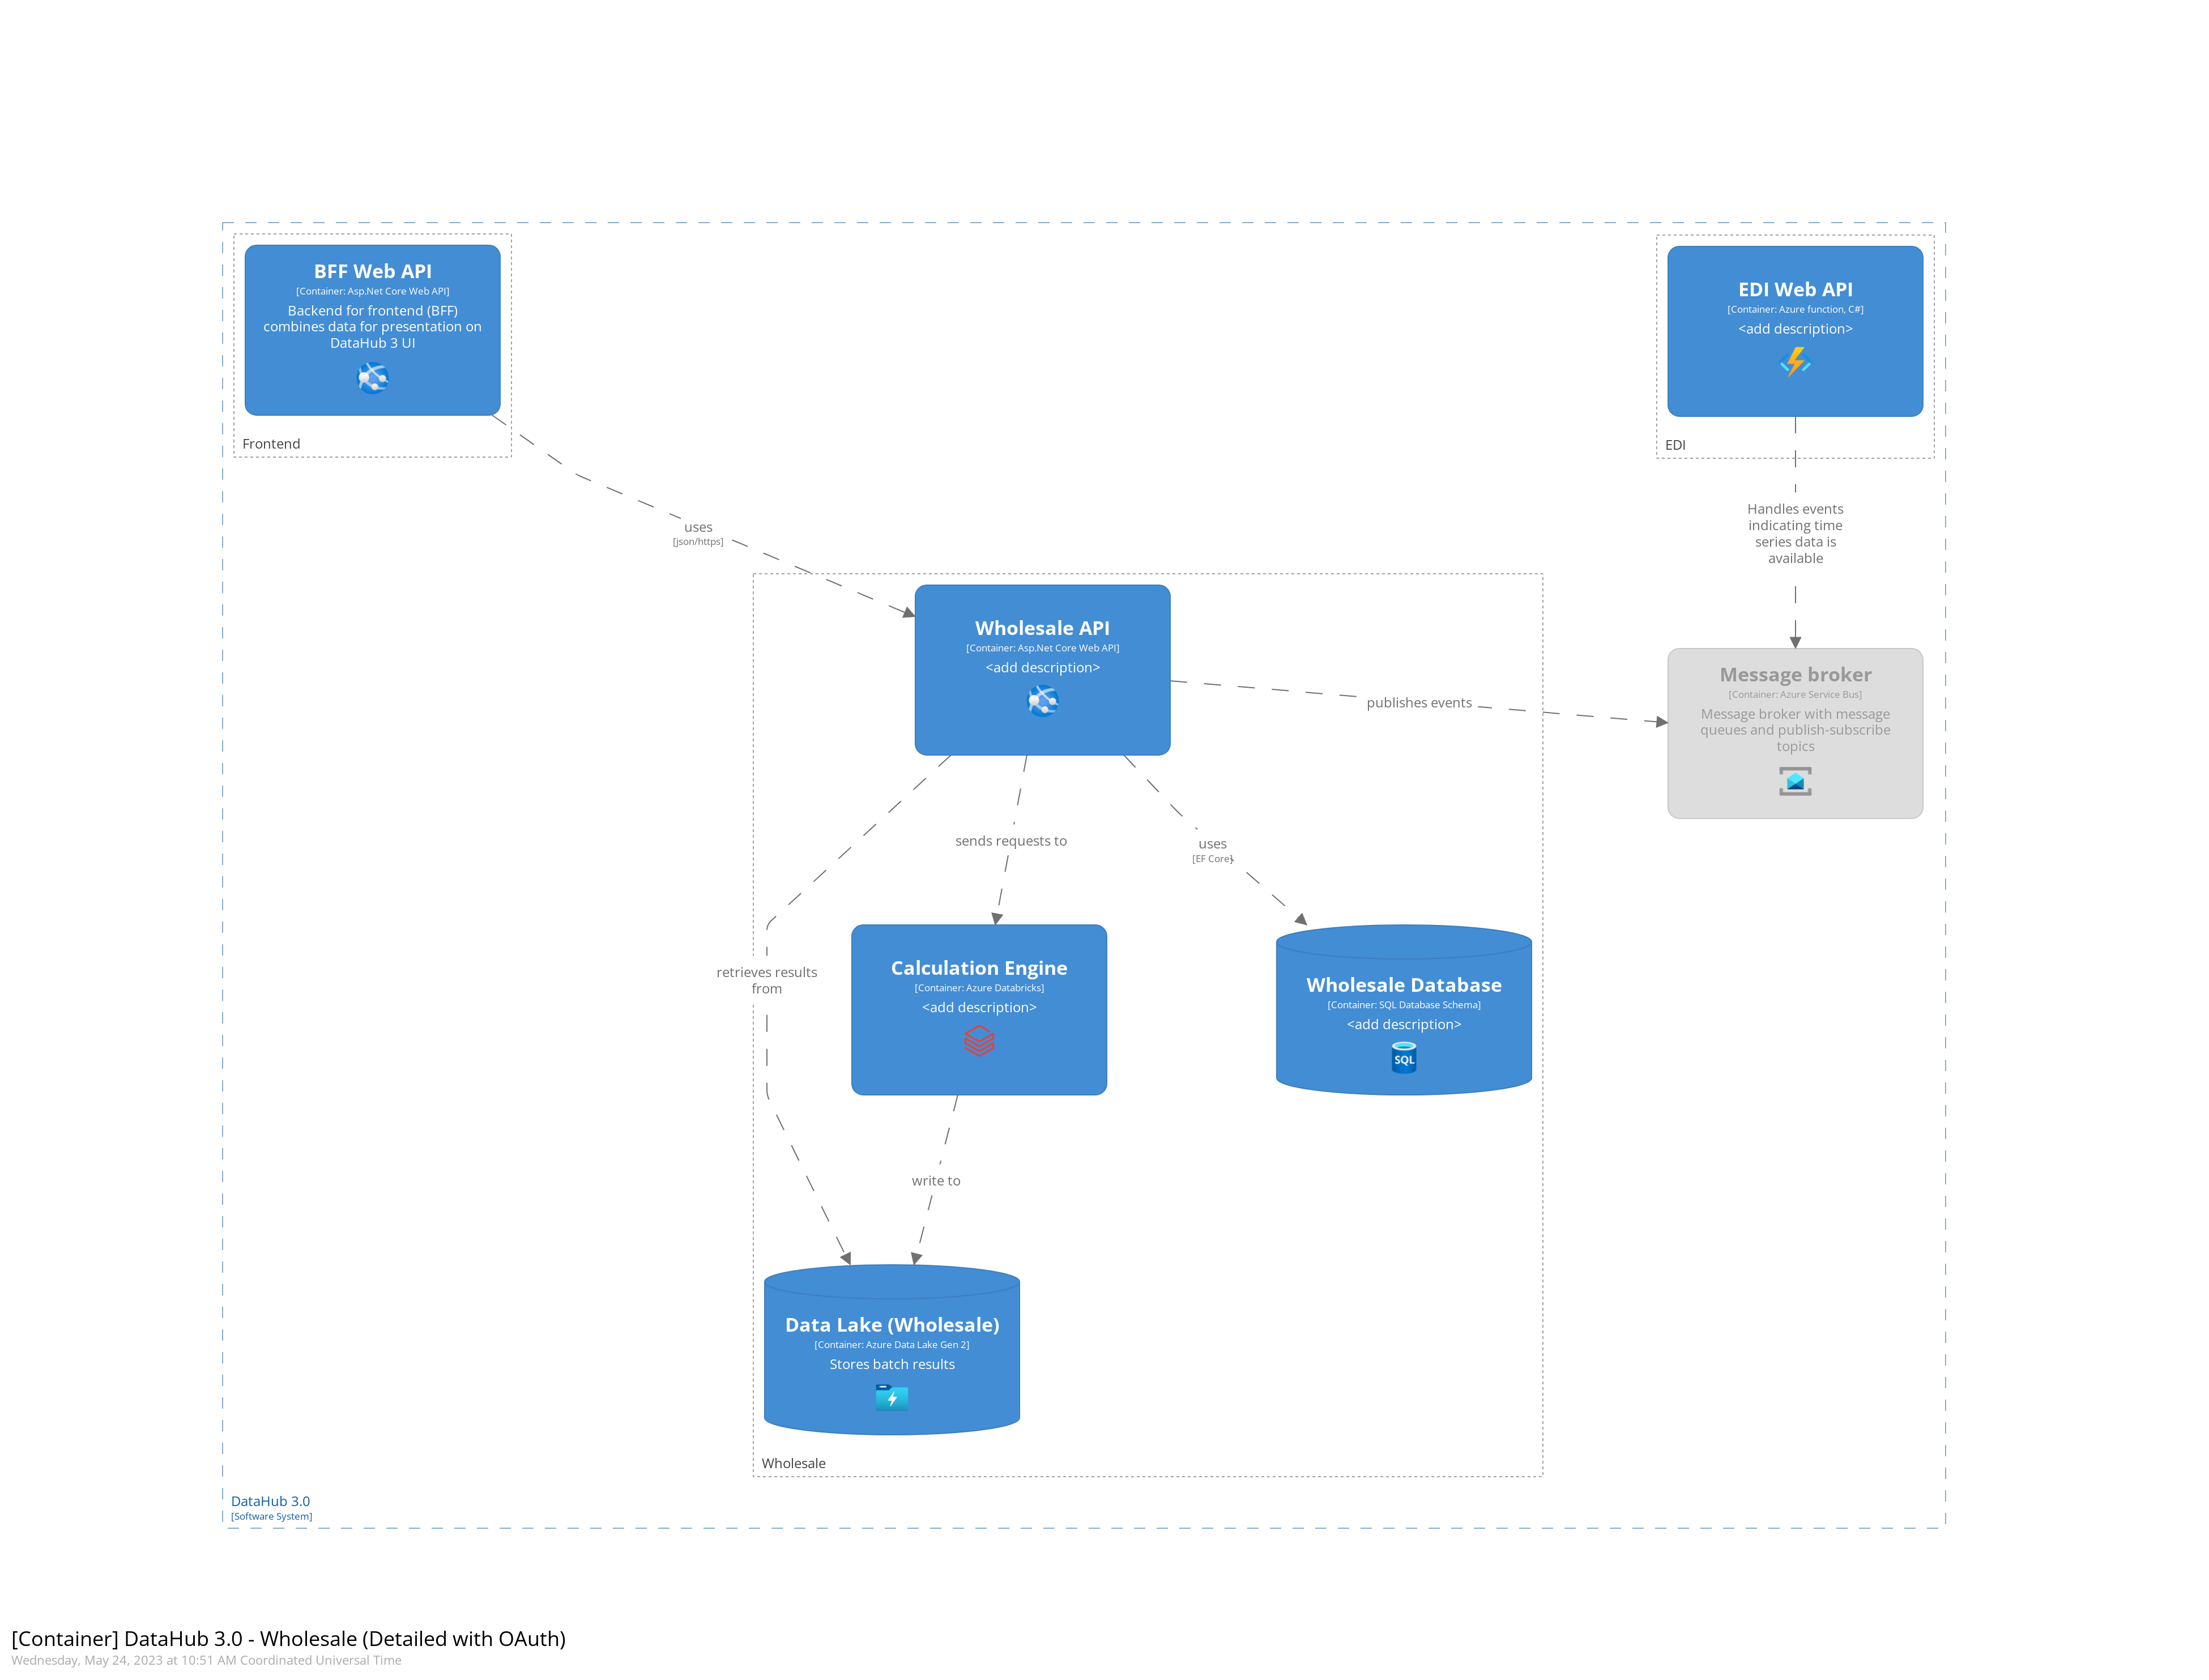 BFF Web API
[Container: Asp.Net Core Web API]
Backend for frontend (BFF)
combines data for presentation on
DataHub 3 UI
Frontend
EDI Web API
[Container: Azure function, C#]
<add description>
EDI
uses
[json/https]
Handles events
indicating time
series data is
available
Wholesale API
[Container: Asp.Net Core Web API]
<add description>
publishes events
Message broker
[Container: Azure Service Bus]
Message broker with message
queues and publish-subscribe
topics
sends requests to
uses
[EF Core]
retrieves results
from
Calculation Engine
[Container: Azure Databricks]
<add description>
Wholesale Database
[Container: SQL Database Schema]
<add description>
SQL
write to
Data Lake (Wholesale)
[Container: Azure Data Lake Gen 2]
Stores batch results
Wholesale
DataHub 3.0
[Software System]
[Container] DataHub 3.0 - Wholesale (Detailed with OAuth)
Wednesday, May 24, 2023 at 10:51 AM Coordinated Universal Time